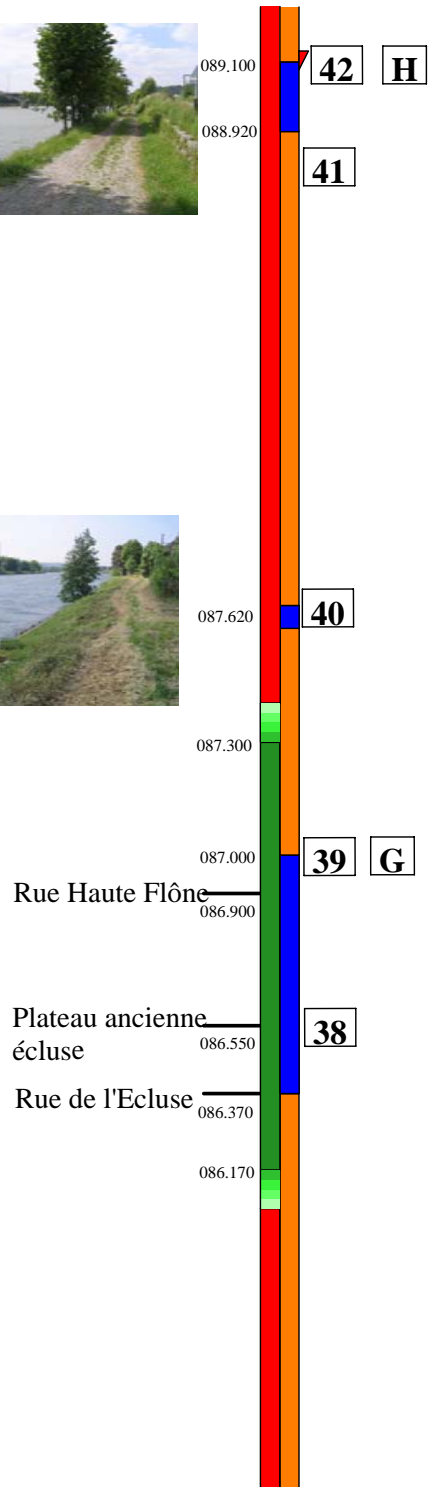 089.100
42 H
088.920
41
087.620
40
087.300
087.000
39 G
Rue Haute Flône
086.900
Plateau ancienne
écluse
086.550
38
Rue de l'Ecluse
086.370
086.170